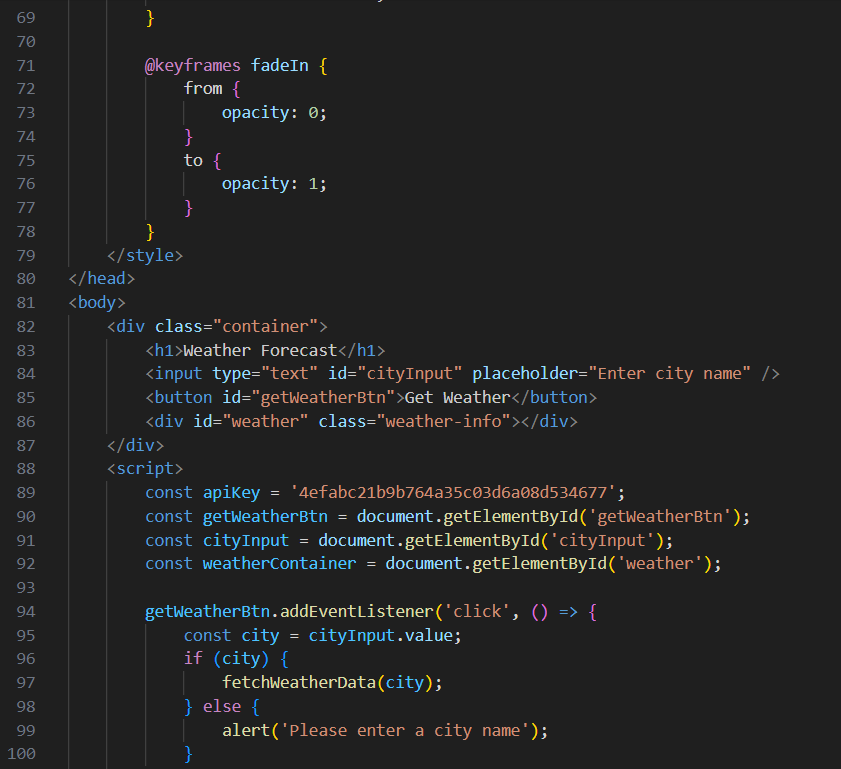 69 }
70
71 @keyframes fadeIn {
72 from {
73 opacity: 0;
74 }
75 to {
76 opacity: 1;
77 }
78 }
79 </style>
80 </head>
81 <body>
82 <div class="container">
83 <h1>Weather Forecast</h1>
84 <input type="text" id="cityInput" placeholder="Enter city name" />
85 <button id="getWeatherBtn">Get Weather</button>
86 <div id="weather" class="weather-info"></div>
87 </div>
88 <script>
89 const apiKey = '4efabc21b9b764a35c03d6a08d534677';
90 const getWeatherBtn = document.getElementById('getWeatherBtn');
91 const cityInput = document.getElementById('cityInput');
92 const weatherContainer = document.getElementById('weather');
93
94 getWeatherBtn.addEventListener('click', () => {
95 const city = cityInput.value;
96 if (city) {
97 fetchWeatherData(city);
98 } else {
99 alert('Please enter a city name');
100 }